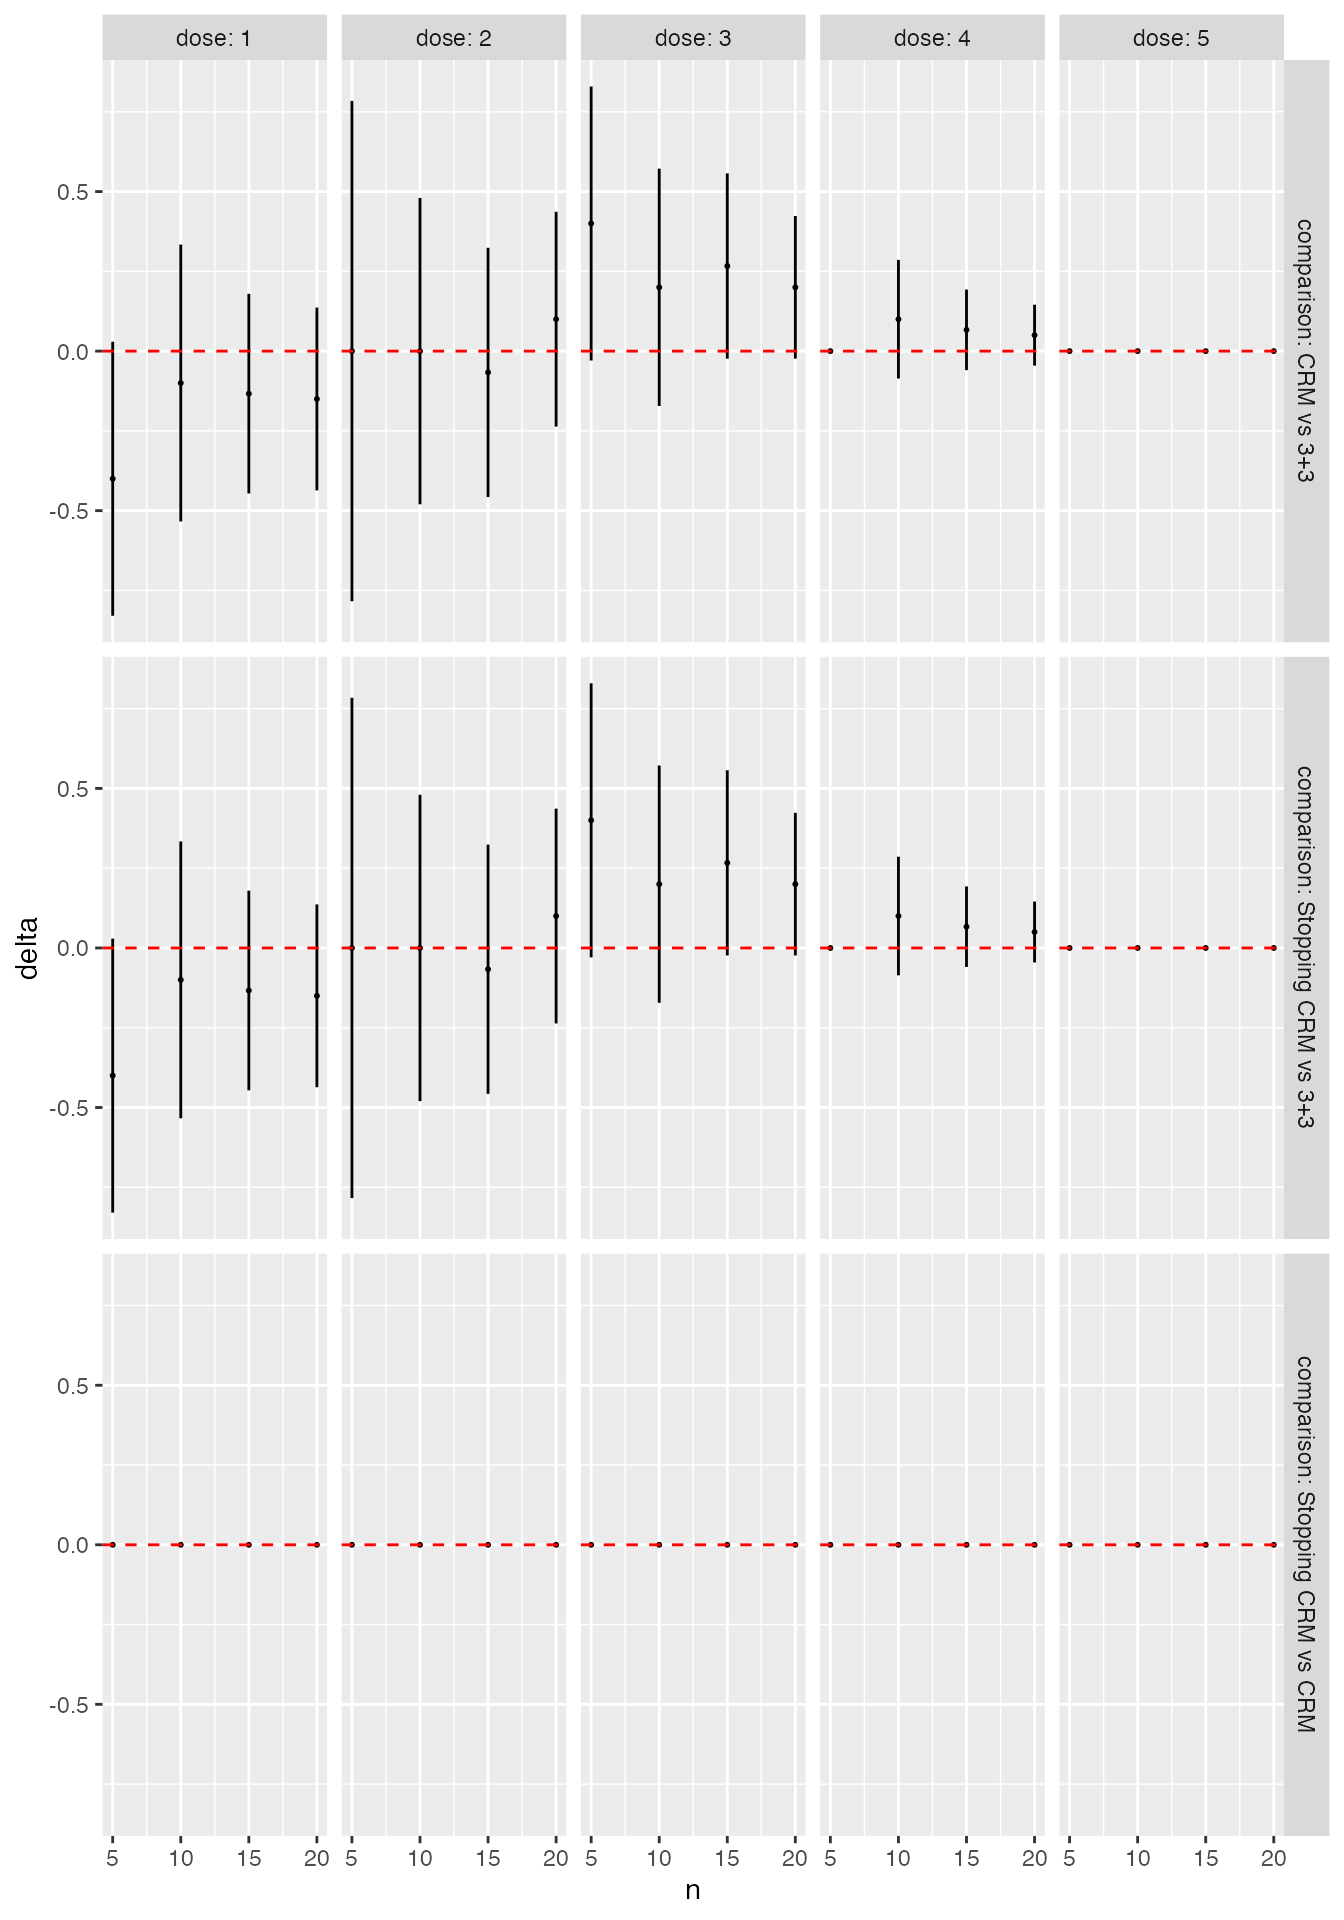 dose: 1
dose: 2
dose: 3
dose: 4
dose: 5
0.5
0.0
-0.5
comparison: CRM vs 3+3
0.5
0.0
-0.5
comparison: Stopping CRM vs 3+3
delta
0.5
0.0
-0.5
comparison: Stopping CRM vs CRM
5 10 15 20 5 10 15 20 5 10 15 20 5 10 15 20 5 10 15 20
n